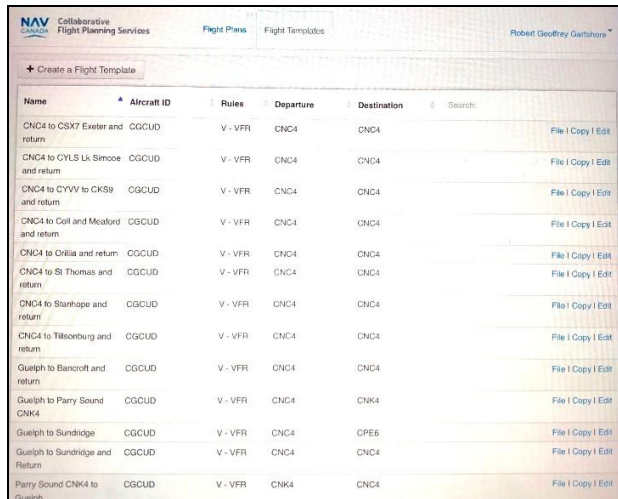 NAV CANADA Collaborative Flight Planning Services
Flight Plans
Flight Templates
Robert Geoffrey Gartshore
+ Create a Flight Template
Name Aircraft ID Rules Departure Destination Search:
CNC4 to CSX7 Exeter and return CGCUD V - VFR CNC4 CNC4 File | Copy | Edit
CNC4 to CYLS Lk Simcoe and return CGCUD V - VFR CNC4 CNC4 File | Copy | Edit
CNC4 to CYVV to CKS9 and return CGCUD V - VFR CNC4 CNC4 File | Copy | Edit
CNC4 to Coll and Meaford and return CGCUD V - VFR CNC4 CNC4 File | Copy | Edit
CNC4 to Orillia and return CGCUD V - VFR CNC4 CNC4 File | Copy | Edit
CNC4 to St Thomas and return CGCUD V - VFR CNC4 CNC4 File | Copy | Edit
CNC4 to Stanhope and return CGCUD V - VFR CNC4 CNC4 File | Copy | Edit
CNC4 to Tillsonburg and return CGCUD V - VFR CNC4 CNC4 File | Copy | Edit
Guelph to Bancroft and return CGCUD V - VFR CNC4 CNC4 File | Copy | Edit
Guelph to Parry Sound CNK4 CGCUD V - VFR CNC4 CNK4 File | Copy | Edit
Guelph to Sundridge CGCUD V - VFR CNC4 CPE6 File | Copy | Edit
Guelph to Sundridge and Return CGCUD V - VFR CNC4 CNC4 File | Copy | Edit
Parry Sound CNK4 to Guelph CGCUD V - VFR CNK4 CNC4 File | Copy | Edit